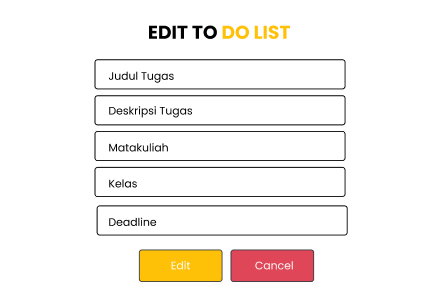 EDIT TO DO LIST
Judul Tugas
Deskripsi Tugas
Matakuliah
Kelas
Deadline
Edit Cancel